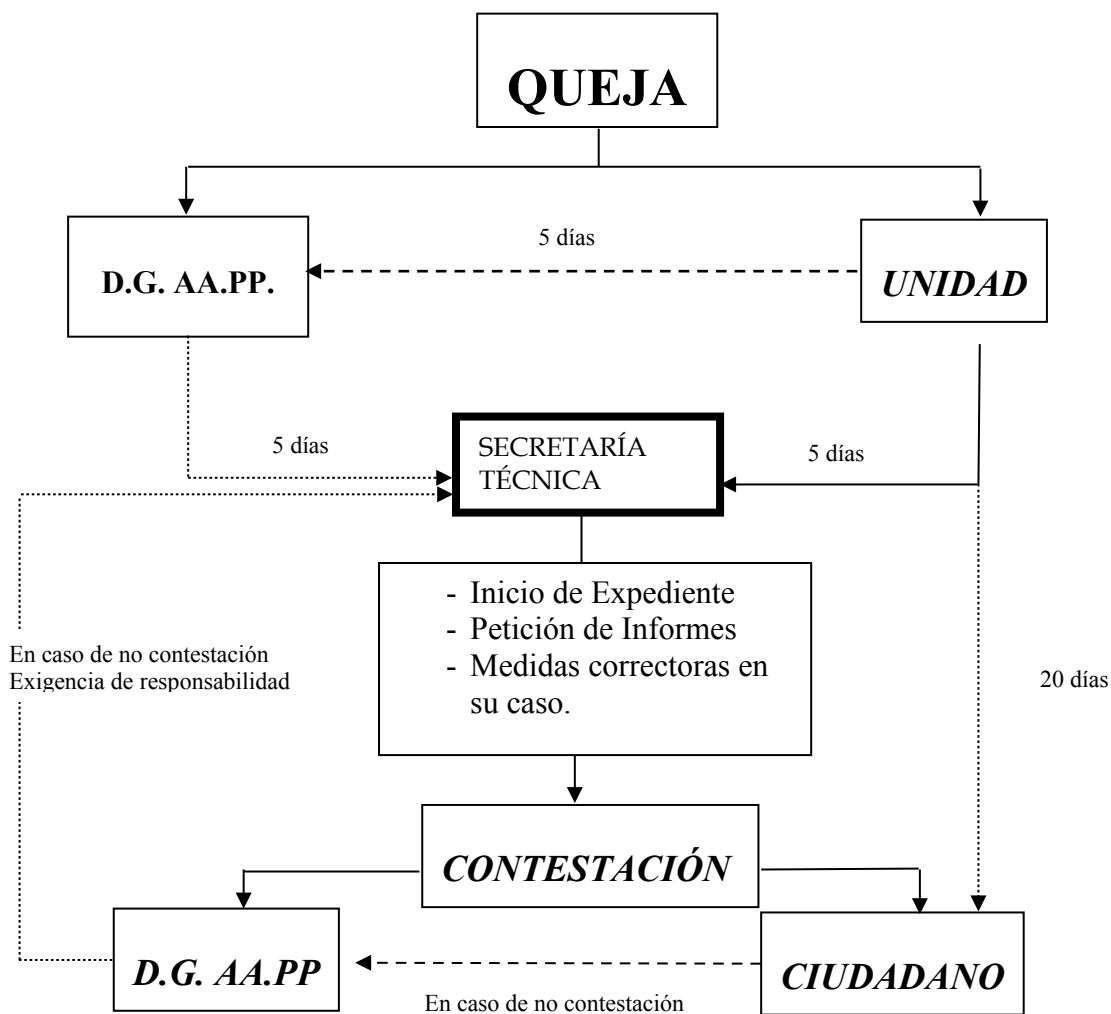 QUEJA
5 días
D.G. AA.PP.
UNIDAD
5 días
SECRETARÍA
TÉCNICA
5 días
- Inicio de Expediente
- Petición de Informes
- Medidas correctoras en
su caso.
En caso de no contestación
Exigencia de responsabilidad
20 días
CONTESTACIÓN
D.G. AA.PP
CIUDADANO
En caso de no contestación